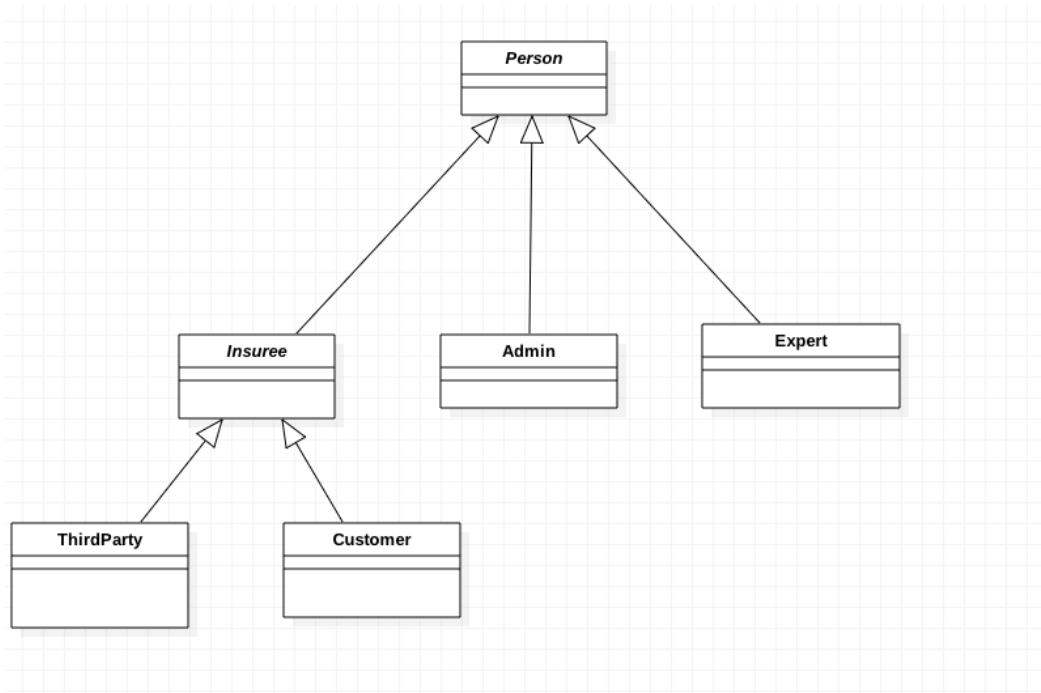 Person
Insuree
Admin
Expert
ThirdParty
Customer